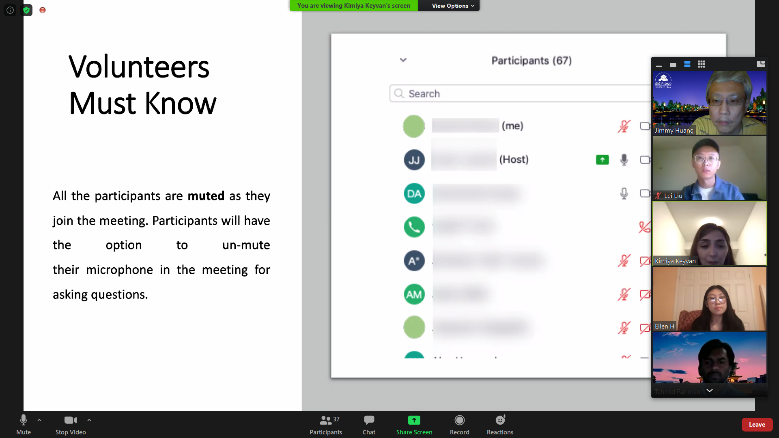 You are viewing Kimiya Keyvan's screen
View Options
Volunteers
Must Know
All the participants are muted as they
join the meeting. Participants will have
the option to un-mute
their microphone in the meeting for
asking questions.
Participants (67)
Search
(me)
JJ
(Host)
DA
A*
AM
Jimmy Huang
Lei Liu
Kimiya Keyvan
Ellen H
Mute
Stop Video
Participants
37
Chat
Share Screen
Record
Reactions
Leave